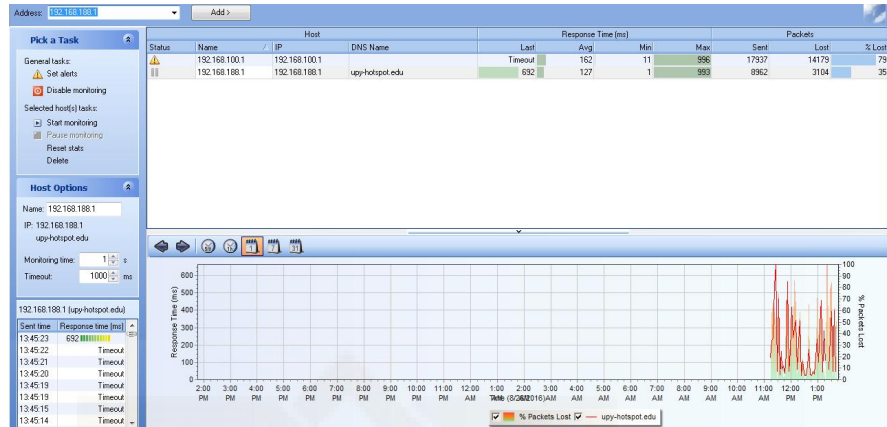 Address: 192.168.188.1 Add >
Pick a Task
General tasks:
Set alerts
Disable monitoring
Selected host(s) tasks:
Start monitoring
Pause monitoring
Reset stats
Delete
Host Options
Name: 192.168.188.1
IP: 192.168.188.1
upy-hotspot.edu
Monitoring time: 1 s
Timeout: 1000 ms
192.168.188.1 (upy-hotspot.edu)
Sent time Response time (ms)
13:45:23 692
13:45:22 Timeout
13:45:21 Timeout
13:45:20 Timeout
13:45:19 Timeout
13:45:19 Timeout
13:45:15 Timeout
13:45:14 Timeout
Host Response Time (ms) Packets
Status Name IP DNS Name Last Avg Min Max Sent Lost % Lost
192.168.100.1 192.168.100.1 Timeout 162 11 996 17937 14179 79
192.168.188.1 192.168.188.1 upy-hotspot.edu 692 127 1 993 8962 3104 35
Response Time (ms)
600
500
400
300
200
100
0
100
90
80
70
60
50
40
30
20
10
0
% Packets Lost
2:00 PM 3:00 PM 4:00 PM 5:00 PM 6:00 PM 7:00 PM 8:00 PM 9:00 PM 10:00 PM 11:00 PM 12:00 AM 1:00 AM 2:00 AM 3:00 AM 4:00 AM 5:00 AM 6:00 AM 7:00 AM 8:00 AM 9:00 AM 10:00 AM 11:00 AM 12:00 PM 1:00 PM
% Packets Lost upy-hotspot.edu